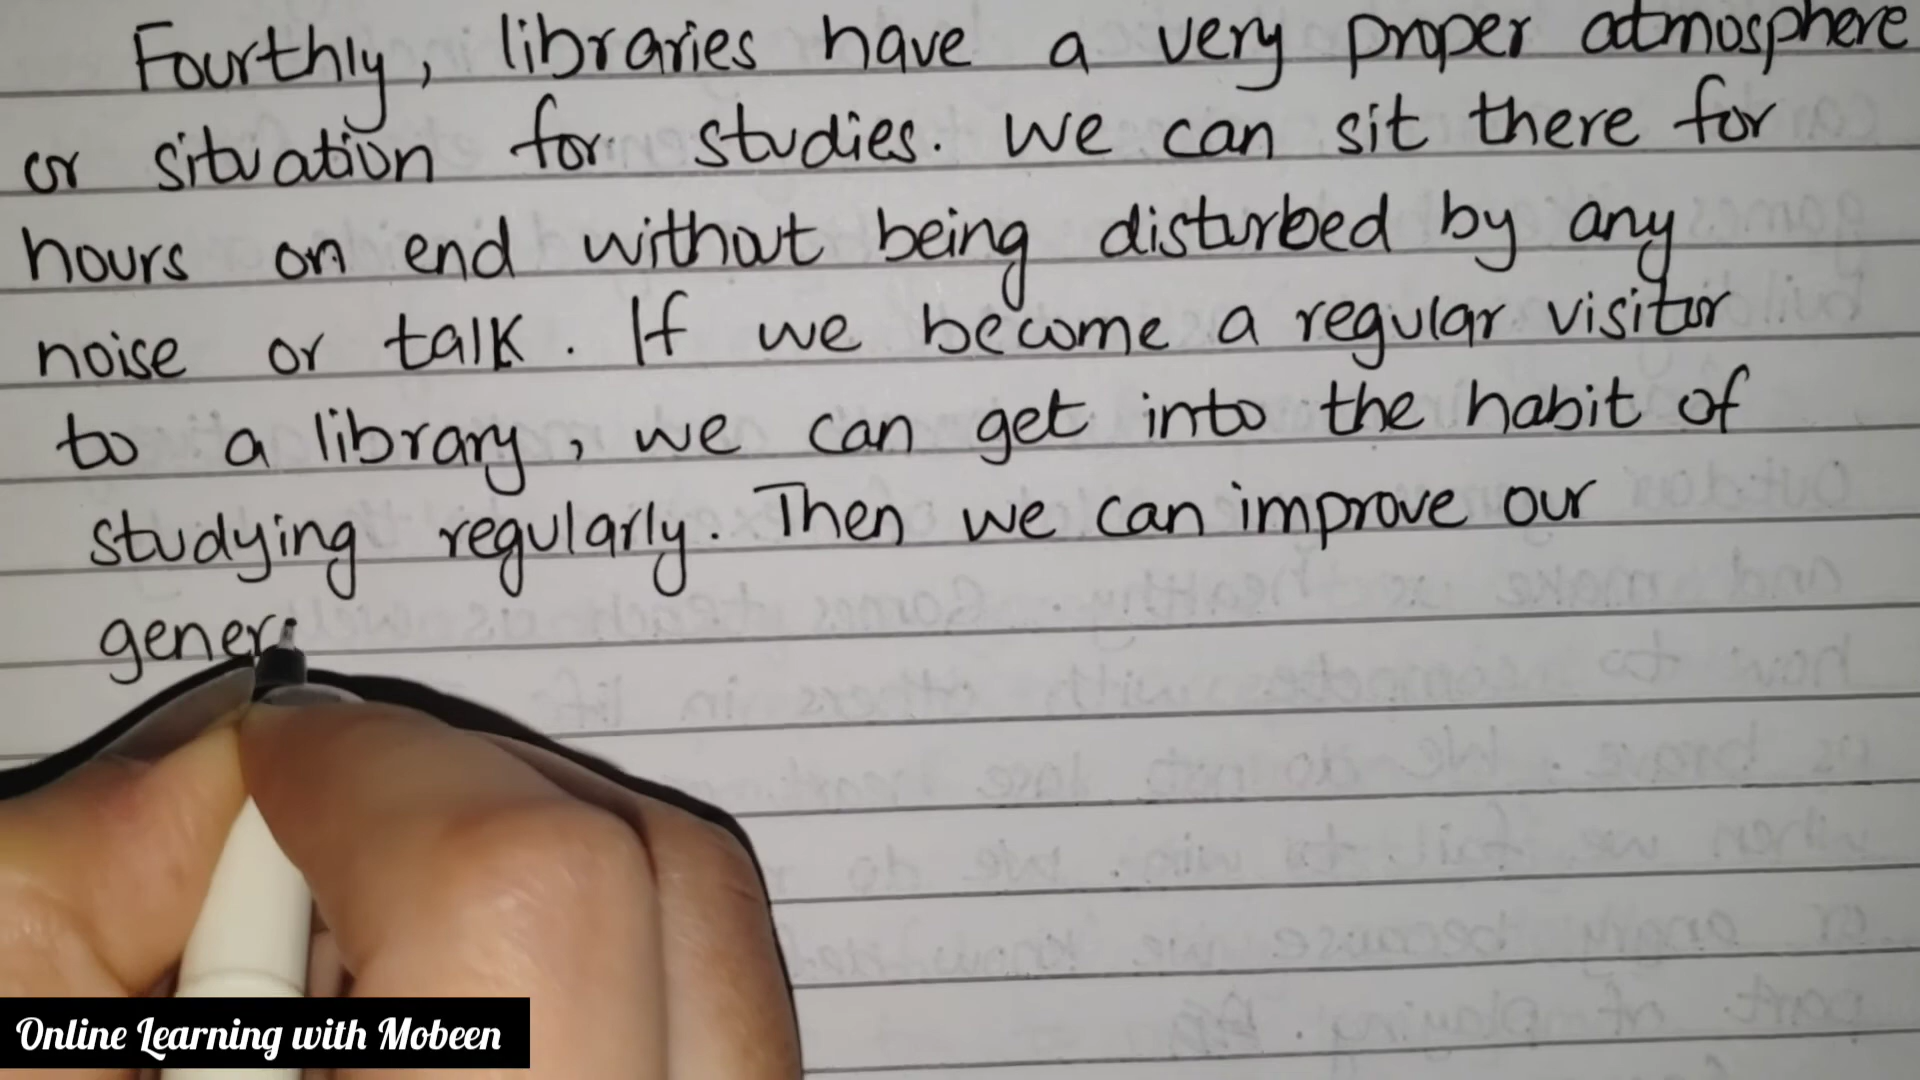 Fourthly, libraries have a very proper atmosphere
or situation for studies. We can sit there for
hours on end without being disturbed by any
noise or talk. If we become a regular visitor
to a library, we can get into the habit of
studying regularly. Then we can improve our
gener
Online Learning with Mobeen